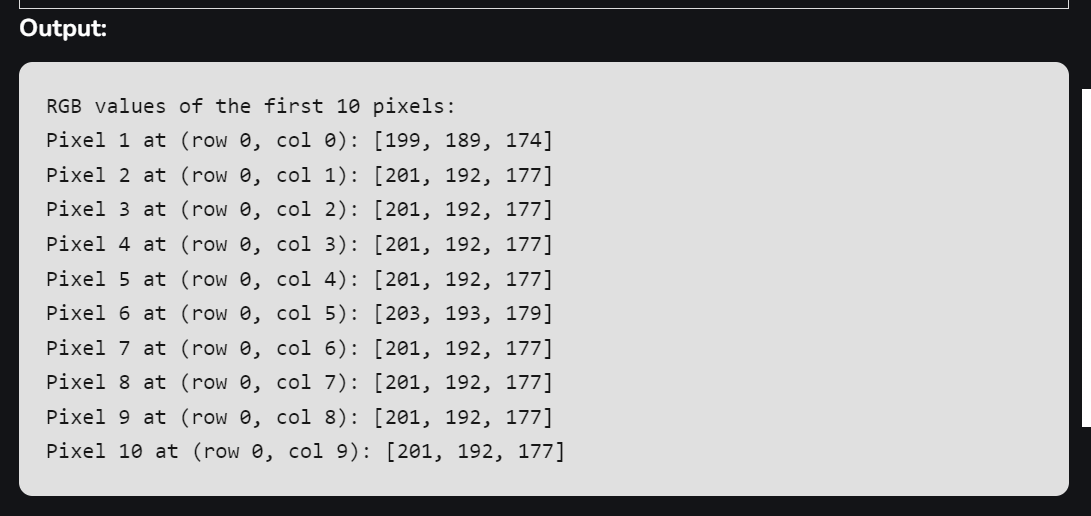 Output:
RGB values of the first 10 pixels:
Pixel 1 at (row 0, col 0): [199, 189, 174]
Pixel 2 at (row 0, col 1): [201, 192, 177]
Pixel 3 at (row 0, col 2): [201, 192, 177]
Pixel 4 at (row 0, col 3): [201, 192, 177]
Pixel 5 at (row 0, col 4): [201, 192, 177]
Pixel 6 at (row 0, col 5): [203, 193, 179]
Pixel 7 at (row 0, col 6): [201, 192, 177]
Pixel 8 at (row 0, col 7): [201, 192, 177]
Pixel 9 at (row 0, col 8): [201, 192, 177]
Pixel 10 at (row 0, col 9): [201, 192, 177]